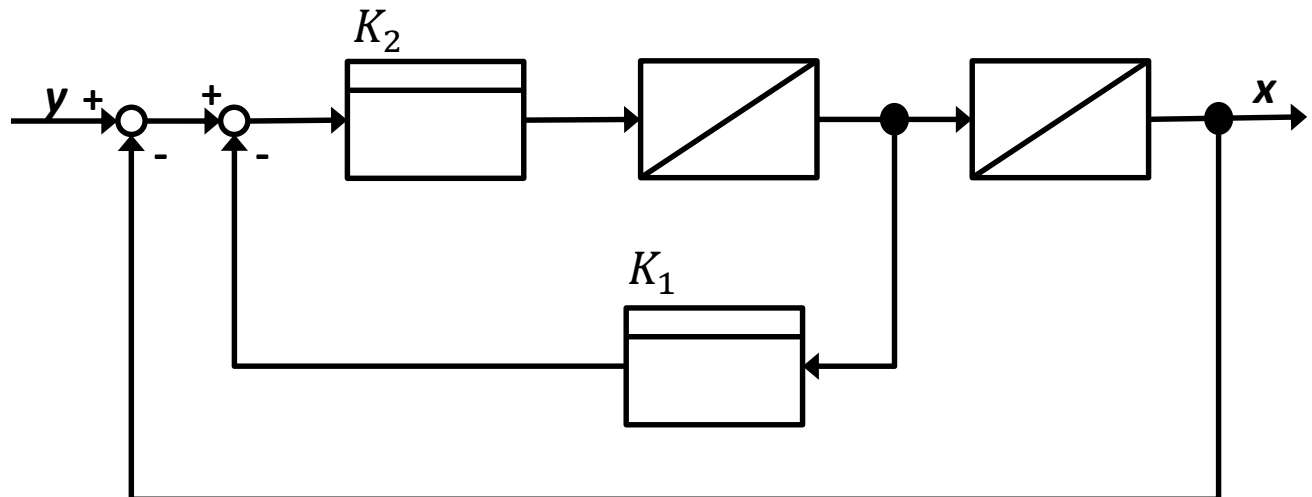 K₂
y + + x
- -
K₁